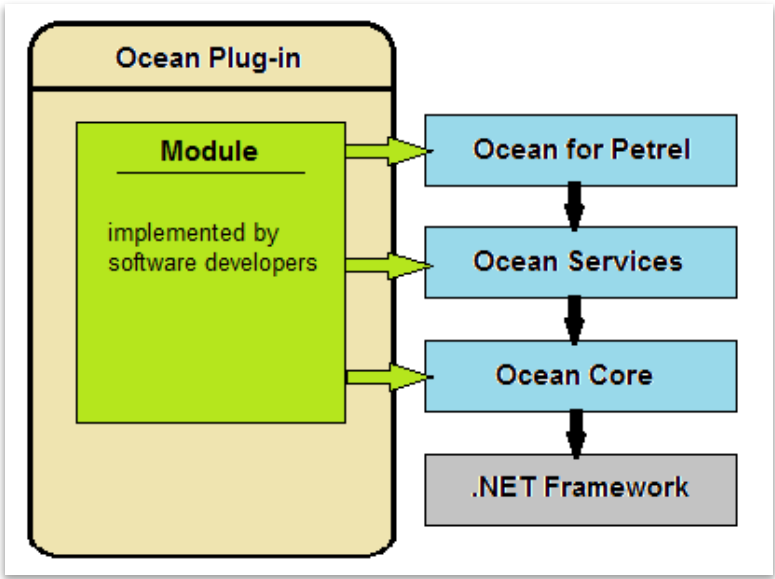 Ocean Plug-in
Module
implemented by
software developers
Ocean for Petrel
Ocean Services
Ocean Core
.NET Framework